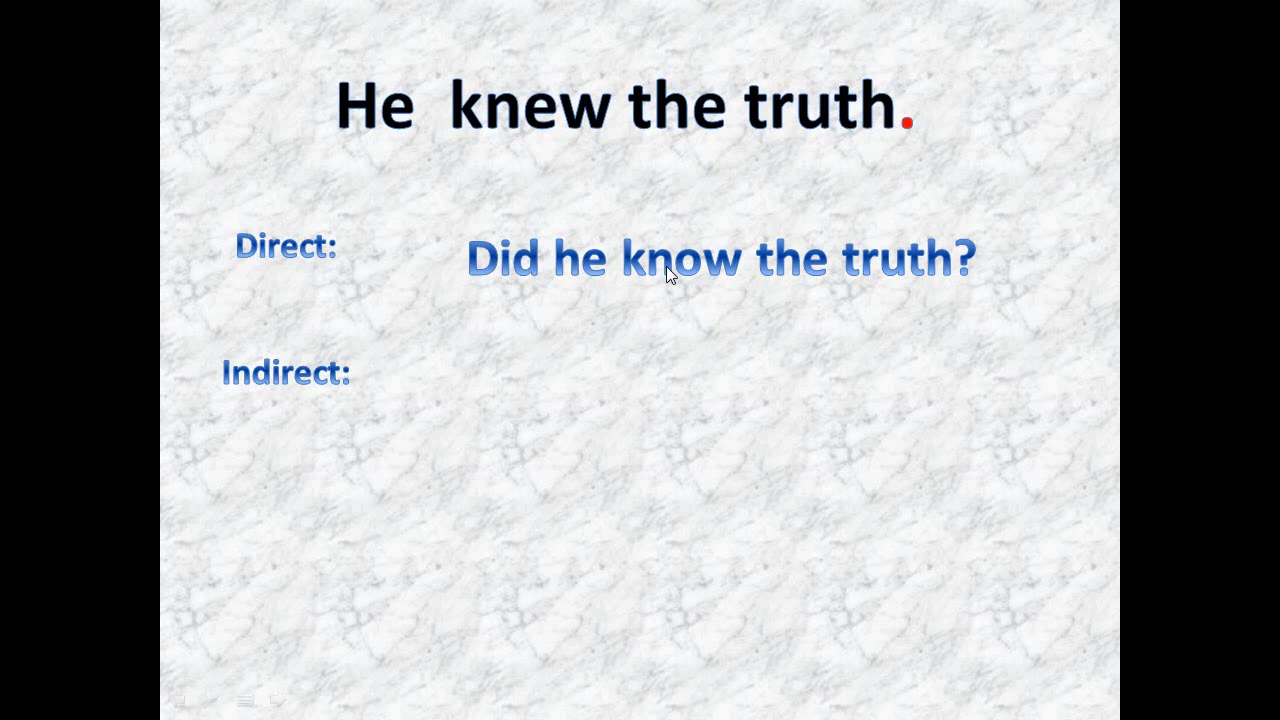 He knew the truth.
Direct: Did he know the truth?
Indirect: